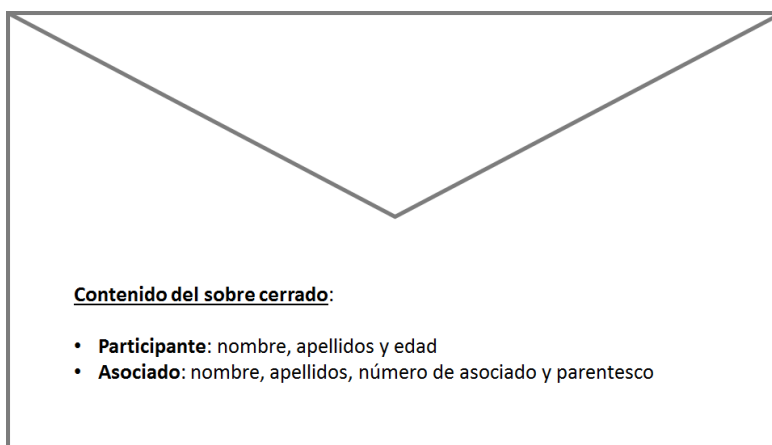 Contenido del sobre cerrado:
• Participante: nombre, apellidos y edad
• Asociado: nombre, apellidos, número de asociado y parentesco